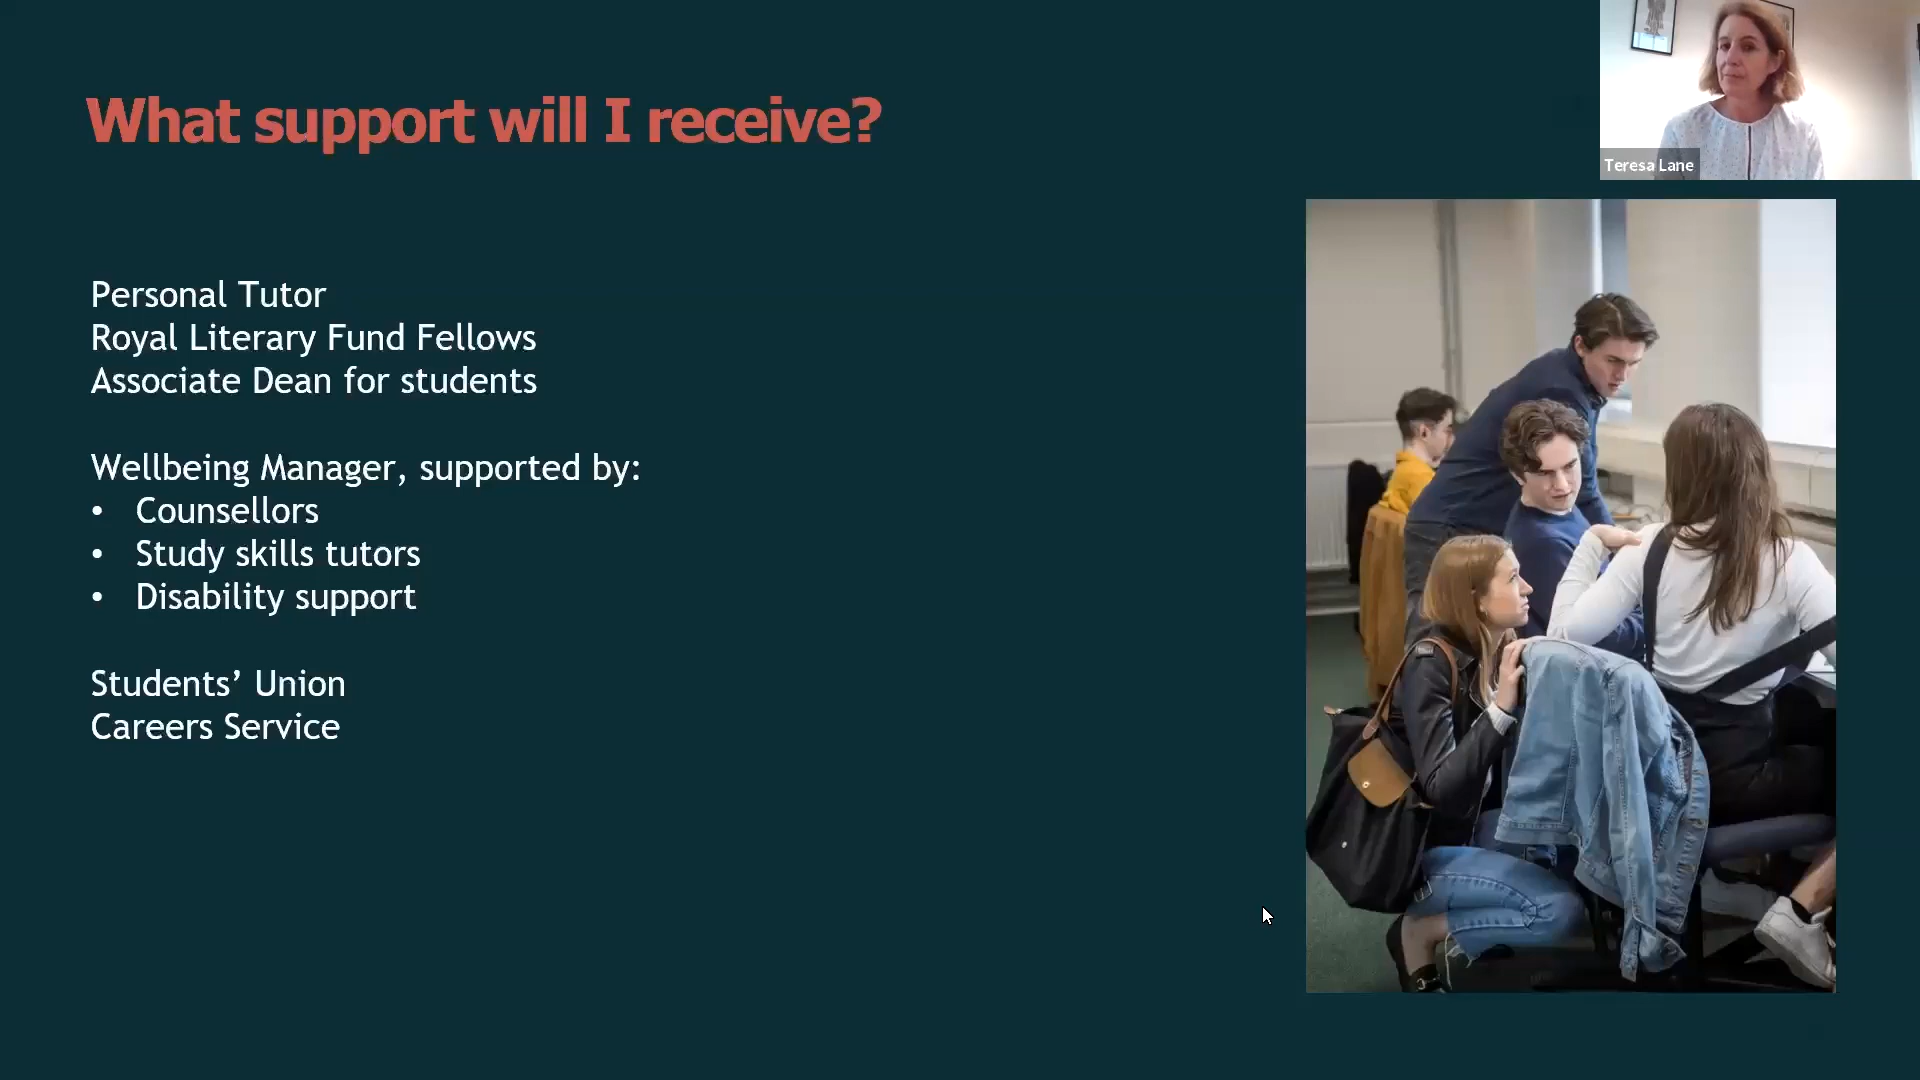 What support will I receive?
Teresa Lane
Personal Tutor
Royal Literary Fund Fellows
Associate Dean for students
Wellbeing Manager, supported by:
• Counsellors
• Study skills tutors
• Disability support
Students’ Union
Careers Service